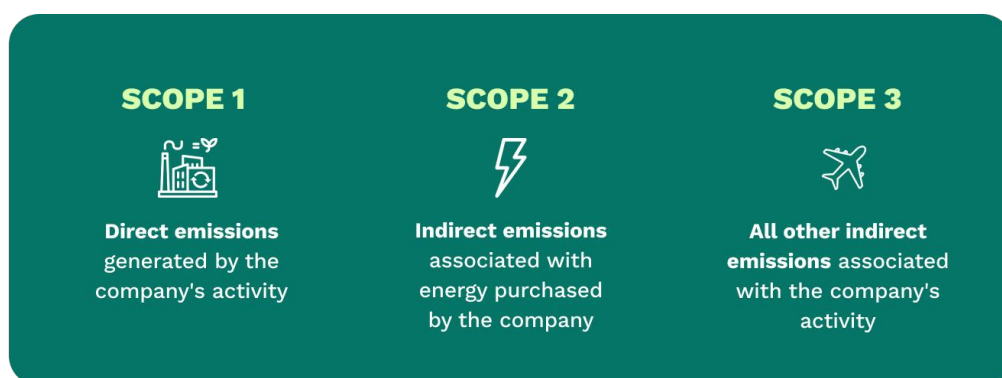 SCOPE 1
Direct emissions
generated by the
company's activity
SCOPE 2
Indirect emissions
associated with
energy purchased
by the company
SCOPE 3
All other indirect
emissions associated
with the company's
activity